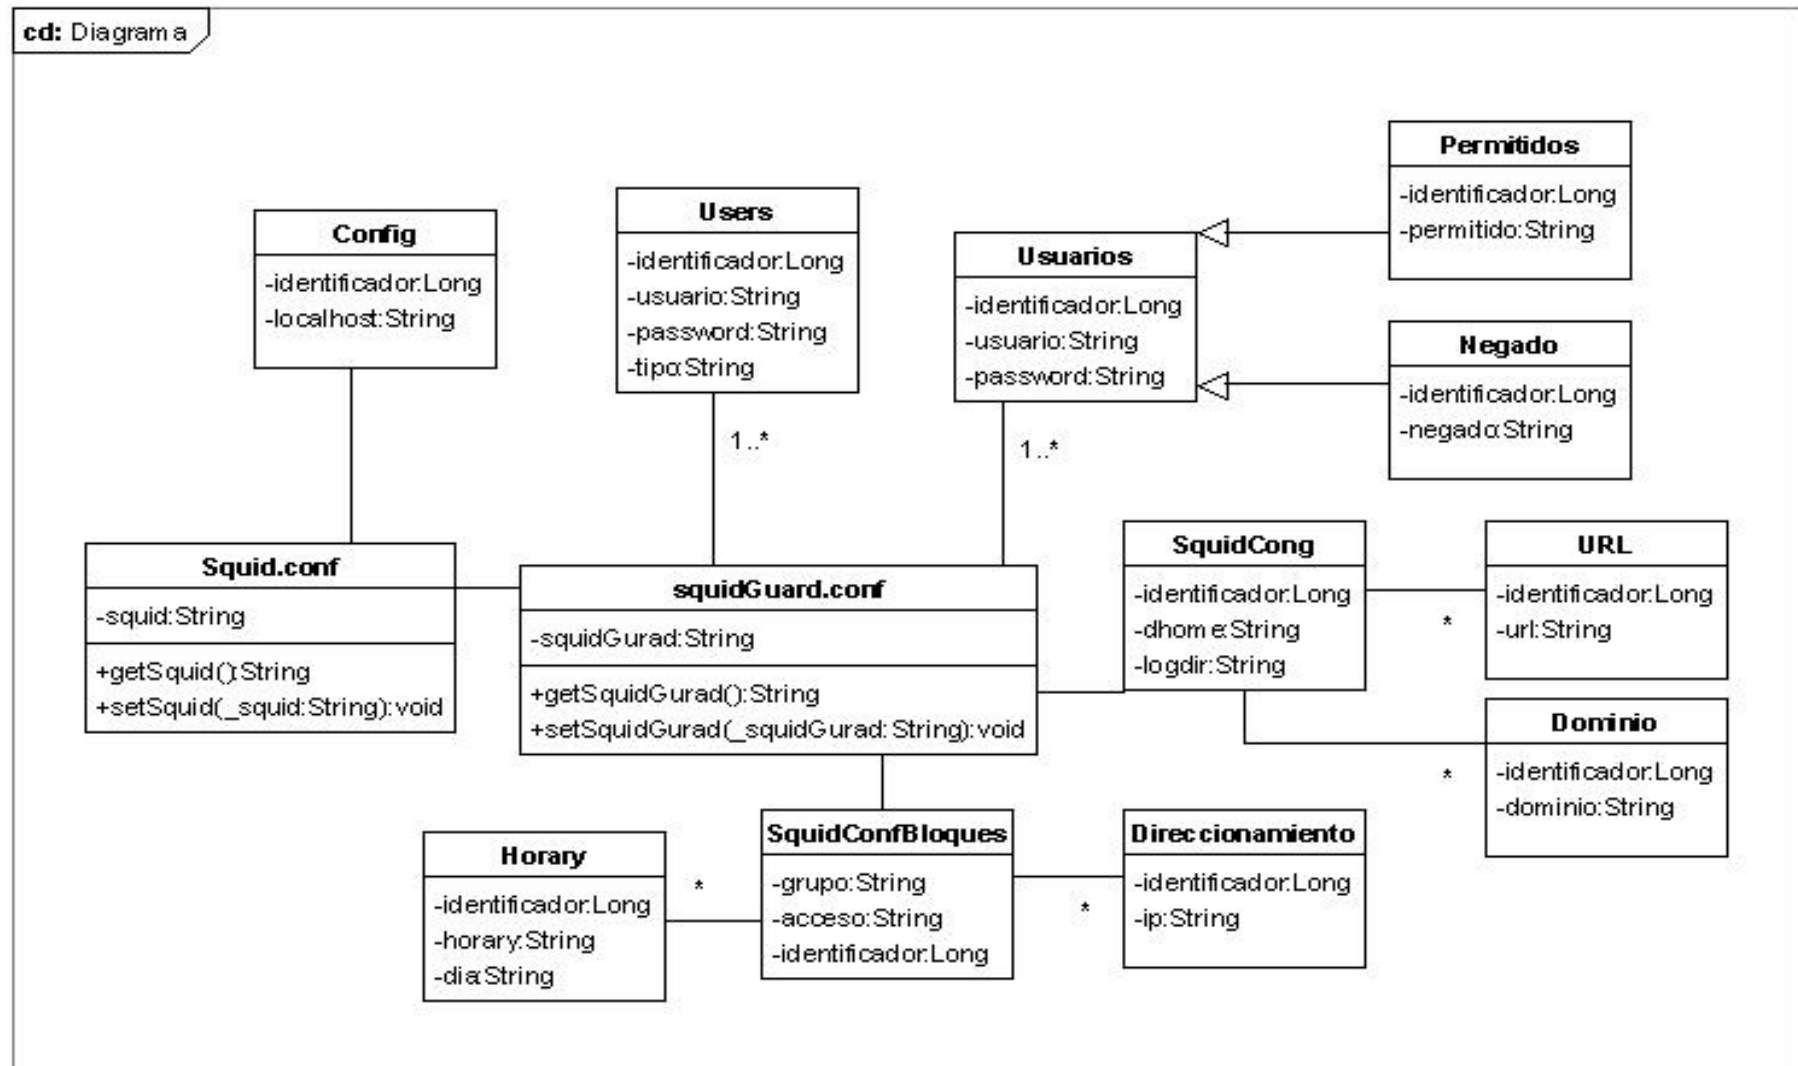 cd: Diagrama
Permitidos
-identificador:Long
-permitido:String
Users
-identificador:Long
-usuario:String
-password:String
-tipo:String
Config
-identificador:Long
-localhost:String
Usuarios
-identificador:Long
-usuario:String
-password:String
Negado
-identificador:Long
-negado:String
1..*
1..*
Squid.conf
-squid:String
+getSquid():String
+setSquid(_squid:String):void
squidGuard.conf
-squidGurad:String
+getSquidGurad():String
+setSquidGurad(_squidGurad:String):void
SquidCong
-identificador:Long
-dhome:String
-logdir:String
*
URL
-identificador:Long
-url:String
Dominio
-identificador:Long
-dominio:String
*
Horary
-identificador:Long
-horary:String
-dia:String
*
SquidConfBloques
-grupo:String
-acceso:String
-identificador:Long
*
Direccionamiento
-identificador:Long
-ip:String